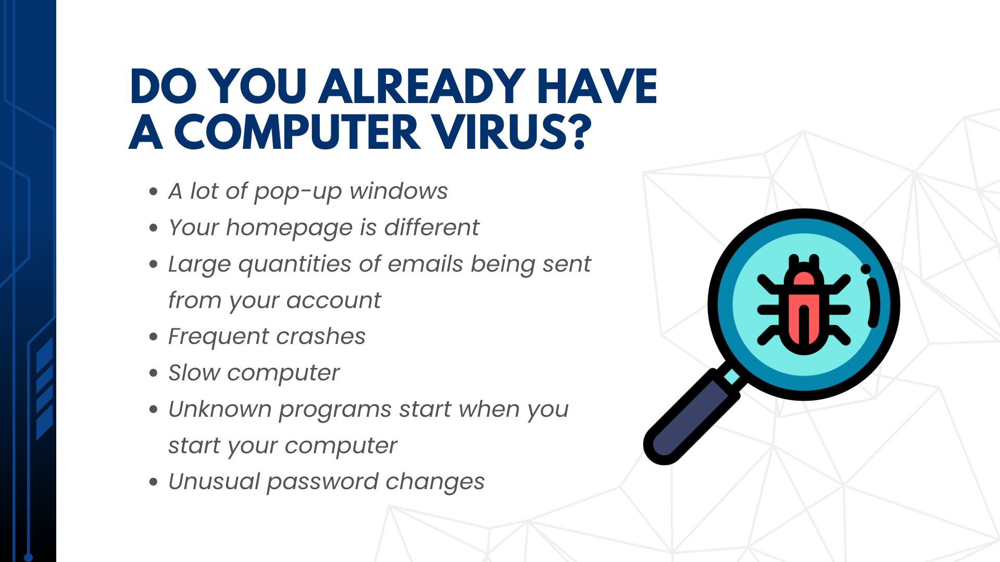 DO YOU ALREADY HAVE
A COMPUTER VIRUS?
• A lot of pop-up windows
• Your homepage is different
• Large quantities of emails being sent
from your account
• Frequent crashes
• Slow computer
• Unknown programs start when you
start your computer
• Unusual password changes